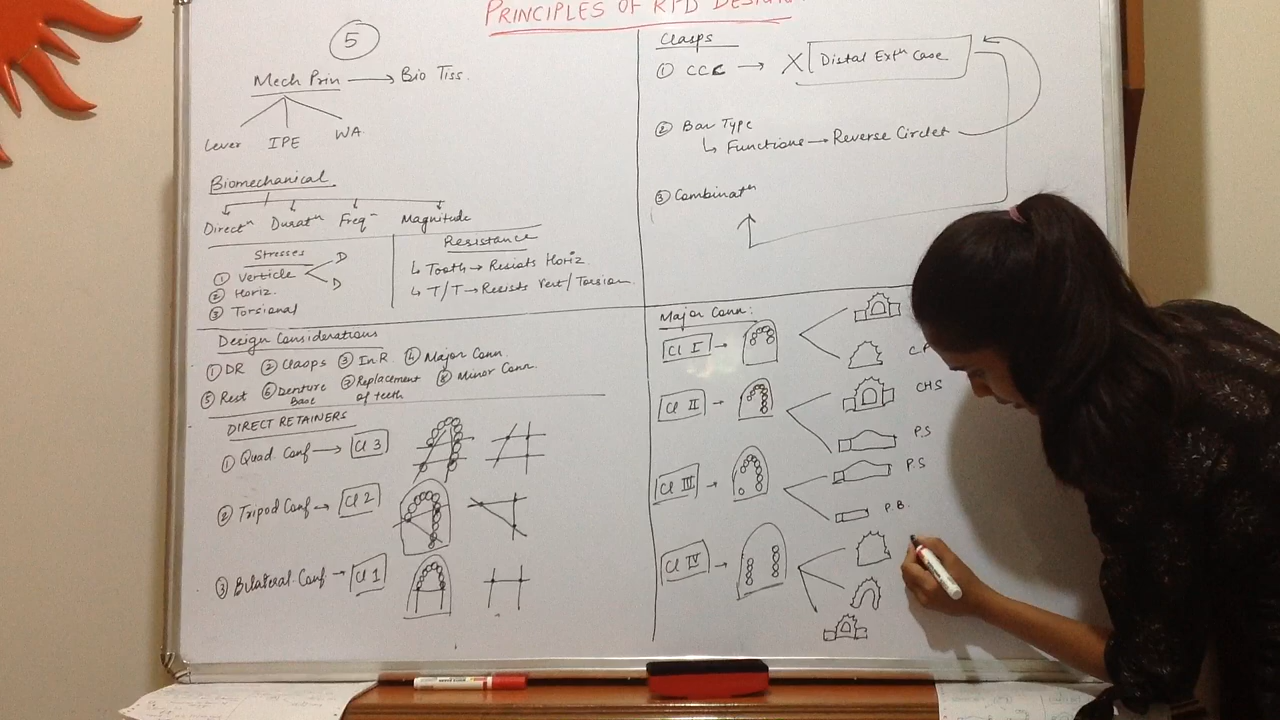 PRINCIPLES OF RPD DESIGN
5
Mech Prin → Bio Tiss.
Lever IPE WA
Biomechanical
Directⁿ Duratⁿ Freqⁿ Magnitude
Stresses
① Verticle D
D
② Horiz.
③ Torsional
Resistance
↳ Tooth → Resists Horiz.
↳ T/T → Resists Vert/Torsion
Design Considerations
① DR ② Clasps ③ In R. ④ Major Conn.
⑤ Rest ⑥ Denture Base ⑦ Replacement of teeth ⑧ Minor Conn.
DIRECT RETAINERS
① Quad. Conf → Cl 3
② Tripod Conf → Cl 2
③ Bilateral Conf → Cl 1
Clasps
① CCC → X Distal Extⁿ Case
② Bar Type
↳ Functions → Reverse Circlet
③ Combinatⁿ
Major Conn:
Cl I →
Cl II → CHS
P.S
Cl III → P.S
P.B.
Cl IV →